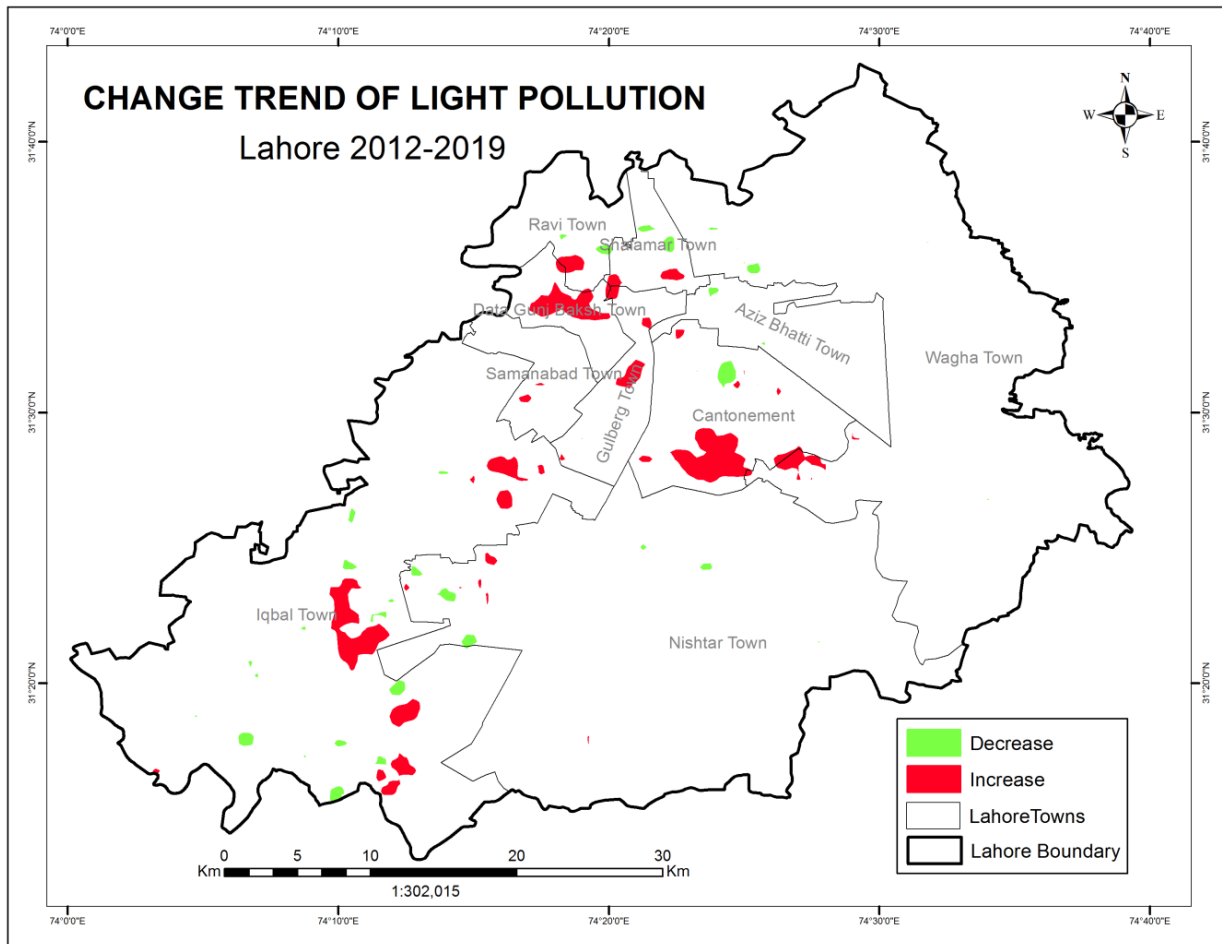 74°0'0"E 74°10'0"E 74°20'0"E 74°30'0"E 74°40'0"E
CHANGE TREND OF LIGHT POLLUTION
Lahore 2012-2019
N
W E
S
31°40'0"N 31°40'0"N
Ravi Town
Shalamar Town
Data Gunj Baksh Town
Aziz Bhatti Town
Wagha Town
Samanabad Town
Gulberg Town
Cantonement
31°30'0"N 31°30'0"N
Iqbal Town
Nishtar Town
31°20'0"N 31°20'0"N
Decrease
Increase
LahoreTowns
Lahore Boundary
0 5 10 20 30
Km Km
1:302,015
74°0'0"E 74°10'0"E 74°20'0"E 74°30'0"E 74°40'0"E